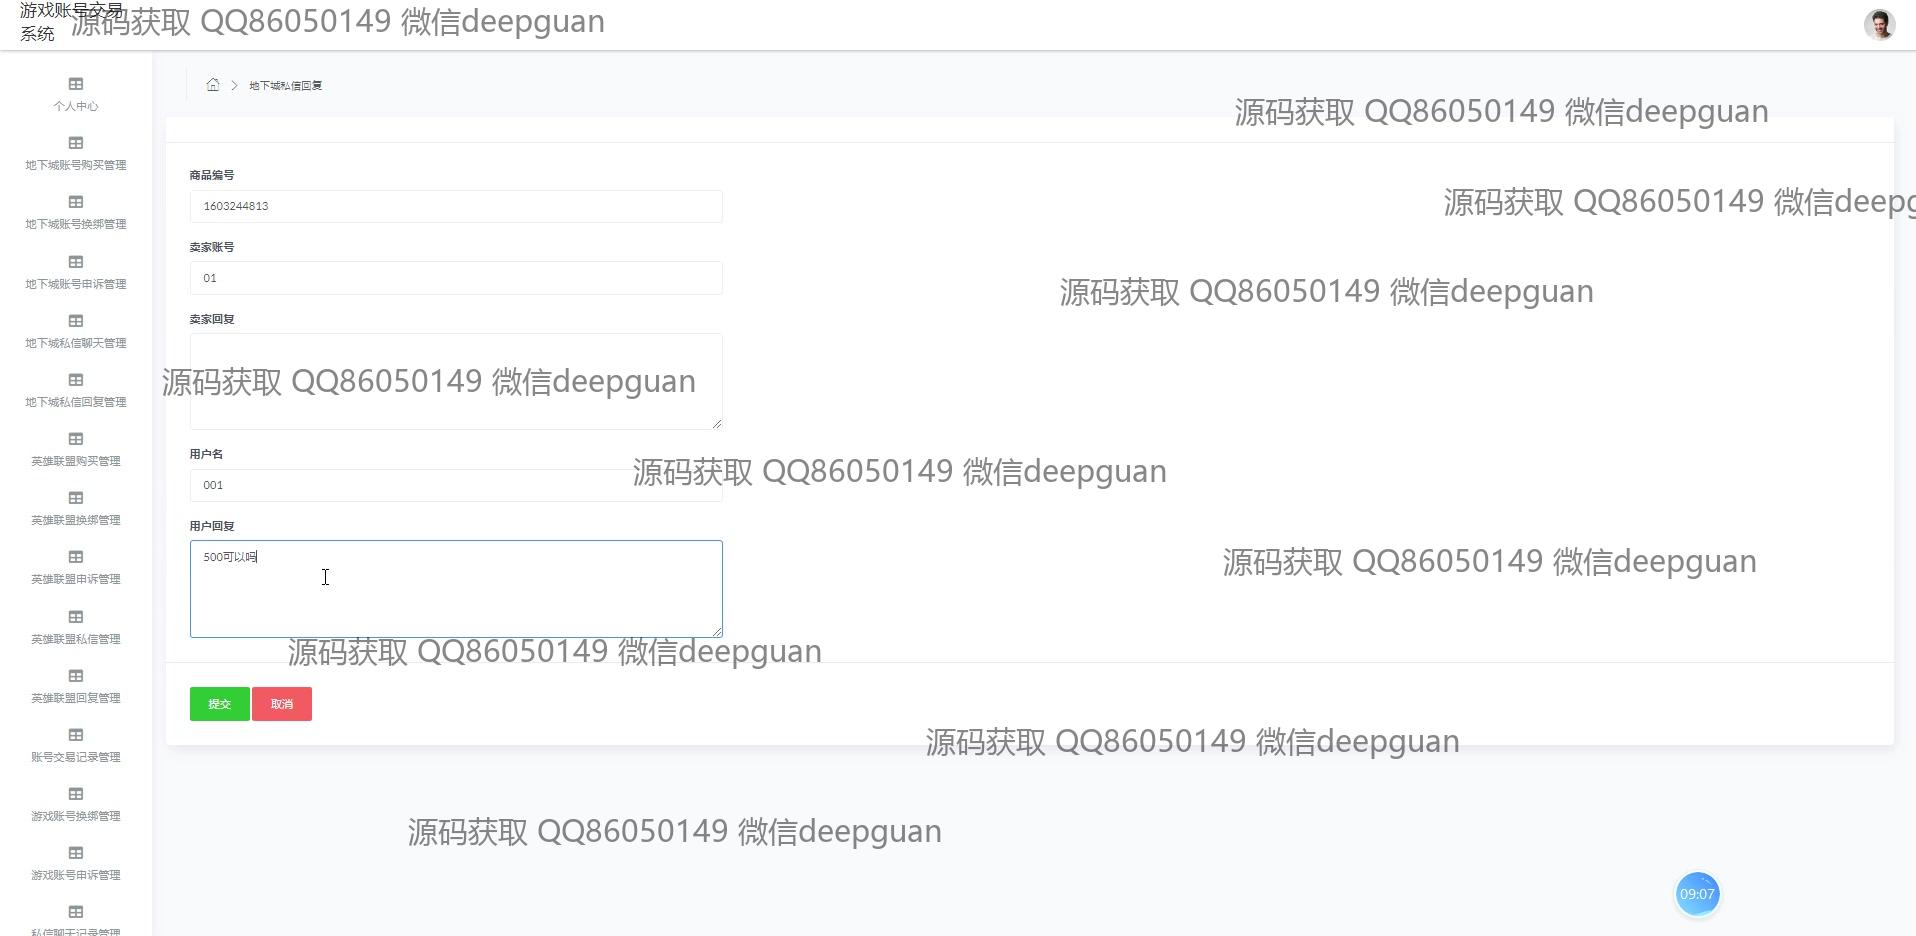 游戏账号交易
系统
源码获取 QQ86050149 微信deepguan
地下城私信回复
源码获取 QQ86050149 微信deepguan
个人中心
地下城账号购买管理
地下城账号换绑管理
地下城账号申诉管理
地下城私信聊天管理
地下城私信回复管理
英雄联盟购买管理
英雄联盟换绑管理
英雄联盟申诉管理
英雄联盟私信管理
英雄联盟回复管理
账号交易记录管理
游戏账号换绑管理
游戏账号申诉管理
私信聊天记录管理
商品编号
1603244813
源码获取 QQ86050149 微信deepg
卖家账号
01
源码获取 QQ86050149 微信deepguan
卖家回复
源码获取 QQ86050149 微信deepguan
用户名
001
源码获取 QQ86050149 微信deepguan
用户回复
500可以吗
源码获取 QQ86050149 微信deepguan
源码获取 QQ86050149 微信deepguan
提交 取消
源码获取 QQ86050149 微信deepguan
源码获取 QQ86050149 微信deepguan
09:07